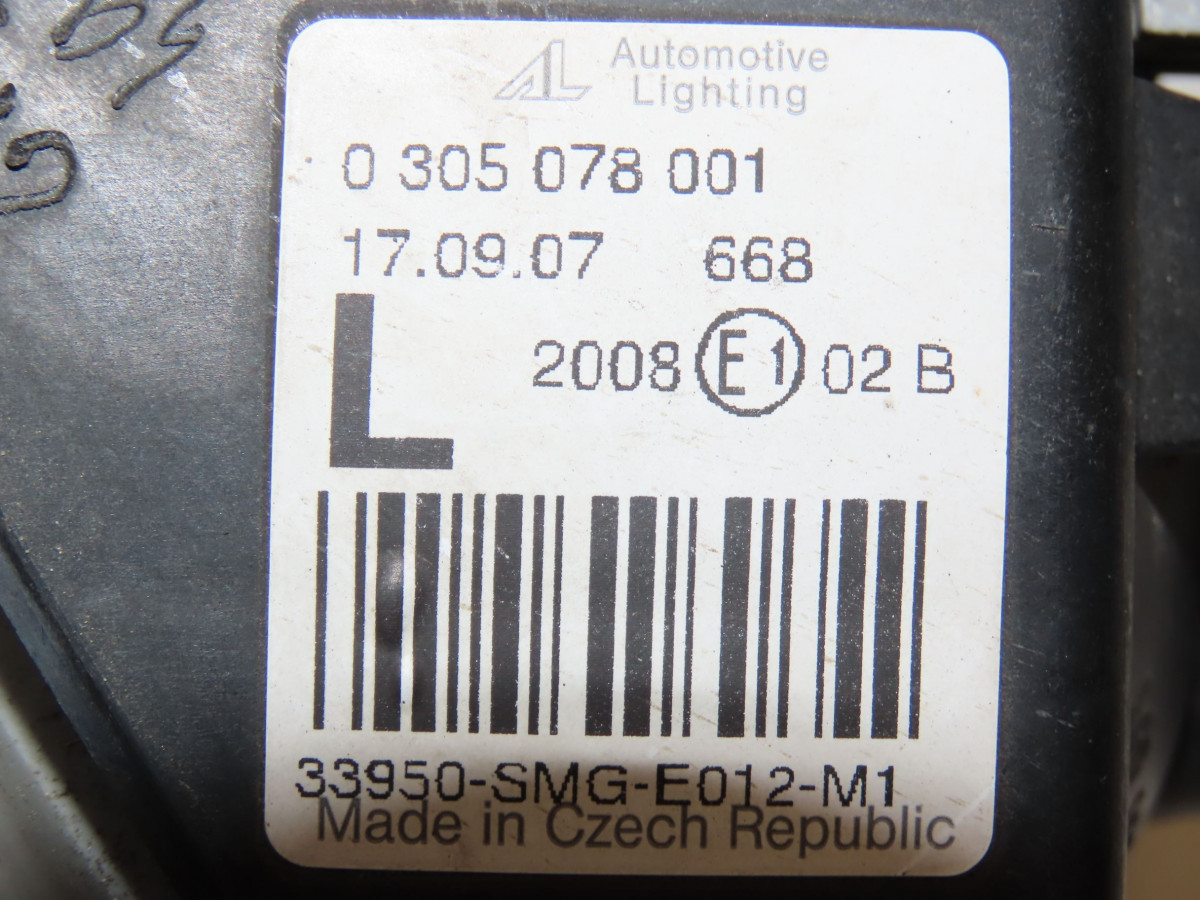 AL Automotive
Lighting
0 305 078 001
17.09.07 668
L 2008 E1 02 B
33950-SMG-E012-M1
Made in Czech Republic